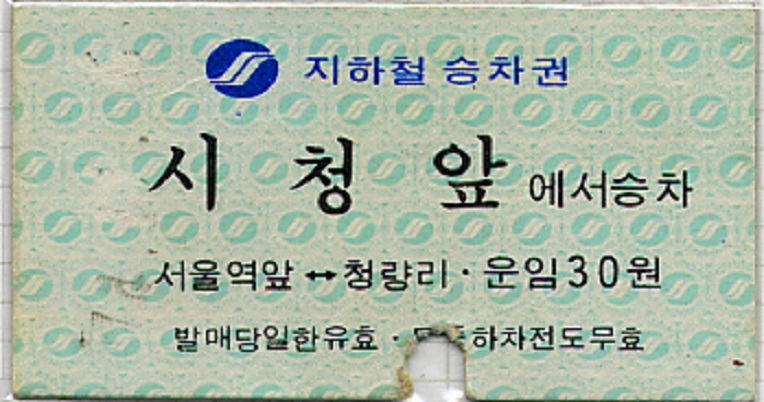 지하철 승차권
시청앞 에서승차
서울역앞 ↔ 청량리 · 운임30원
발매당일한유효 · 하차전도무효